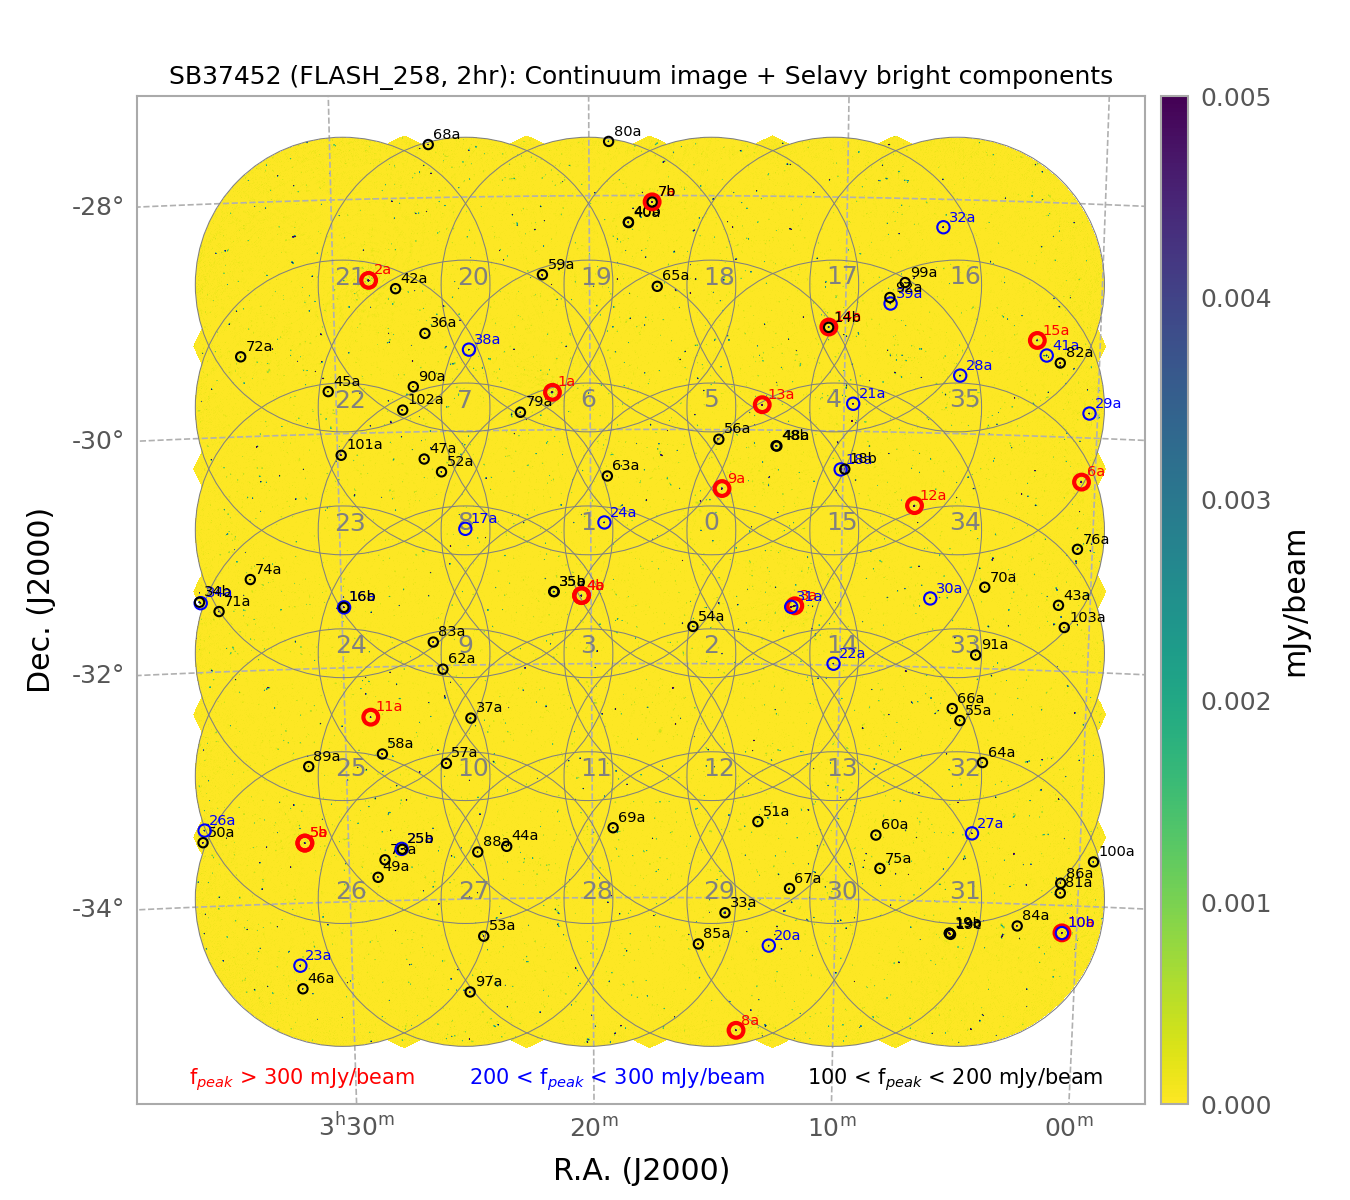 SB37452 (FLASH_258, 2hr): Continuum image + Selavy bright components
68a
80a
7b
40a
32a
21
20
19
18
17
16
2a
42a
59a
65a
99a
39a
36a
38a
14b
15a
41a
82a
72a
45a
90a
102a
1a
79a
13a
28a
21a
29a
22
7
6
5
4
35
101a
47a
52a
56a
48b
18b
63a
9a
12a
6a
23
8
17a
1
24a
0
15
34
76a
74a
34b
71a
16b
35b
4b
31a
30a
70a
43a
103a
54a
83a
24
9
3
2
14
33
62a
22a
91a
11a
37a
66a
55a
58a
57a
89a
64a
25
10
11
12
13
32
26a
50a
5b
25b
88a
44a
69a
51a
60a
27a
49a
75a
100a
86a
81a
26
27
28
29
30
31
67a
33a
53a
85a
20a
19b
84a
10b
23a
46a
97a
8a
f_peak > 300 mJy/beam
200 < f_peak < 300 mJy/beam
100 < f_peak < 200 mJy/beam
-28°
-30°
-32°
-34°
Dec. (J2000)
3h30m
20m
10m
00m
R.A. (J2000)
0.005
0.004
0.003
0.002
0.001
0.000
mJy/beam